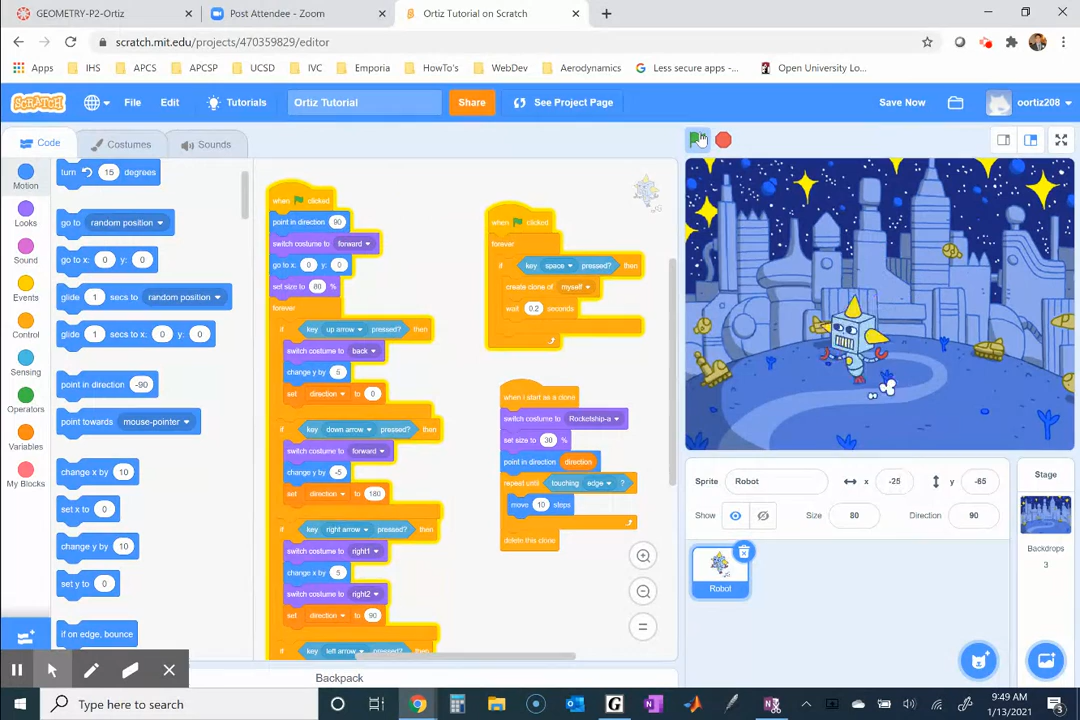 GEOMETRY-P2-Ortiz
Post Attendee - Zoom
Ortiz Tutorial on Scratch
scratch.mit.edu/projects/470359829/editor
Apps IHS APCS APCSP UCSD IVC Emporia HowTo's WebDev Aerodynamics Less secure apps -... Open University Lo...
SCRATCH File Edit Tutorials Ortiz Tutorial Share See Project Page Save Now oortiz208
Code Costumes Sounds
Motion
Looks
Sound
Events
Control
Sensing
Operators
Variables
My Blocks
turn 15 degrees
go to random position
go to x: 0 y: 0
glide 1 secs to random position
glide 1 secs to x: 0 y: 0
point in direction -90
point towards mouse-pointer
change x by 10
set x to 0
change y by 10
set y to 0
if on edge, bounce
when clicked
point in direction 90
switch costume to forward
go to x: 0 y: 0
set size to 80 %
forever
if key up arrow pressed? then
switch costume to back
change y by 5
set direction to 0
if key down arrow pressed? then
switch costume to forward
change y by -5
set direction to 180
if key right arrow pressed? then
switch costume to right1
change x by 5
switch costume to right2
set direction to 90
if key left arrow pressed? then
when clicked
forever
if key space pressed? then
create clone of myself
wait 0.2 seconds
when I start as a clone
switch costume to Rocketship-a
set size to 30 %
point in direction direction
repeat until touching edge ?
move 10 steps
delete this clone
Backpack
Sprite Robot x -25 y -65
Show Size 80 Direction 90
Robot
Stage
Backdrops
3
Type here to search
9:49 AM
1/13/2021
3